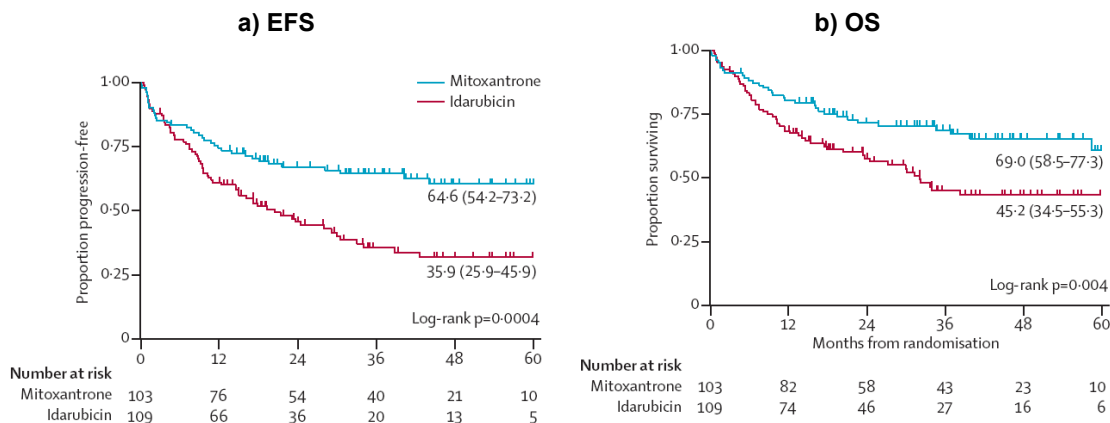 a) EFS
1·00
0·75
0·50
0·25
0
Proportion progression-free
Mitoxantrone
Idarubicin
64·6 (54·2–73·2)
35·9 (25·9–45·9)
Log-rank p=0·0004
0 12 24 36 48 60
Number at risk
Mitoxantrone 103 76 54 40 21 10
Idarubicin 109 66 36 20 13 5
b) OS
1·00
0·75
0·50
0·25
0
Proportion surviving
69·0 (58·5–77·3)
45·2 (34·5–55·3)
Log-rank p=0·004
0 12 24 36 48 60
Months from randomisation
Number at risk
Mitoxantrone 103 82 58 43 23 10
Idarubicin 109 74 46 27 16 6